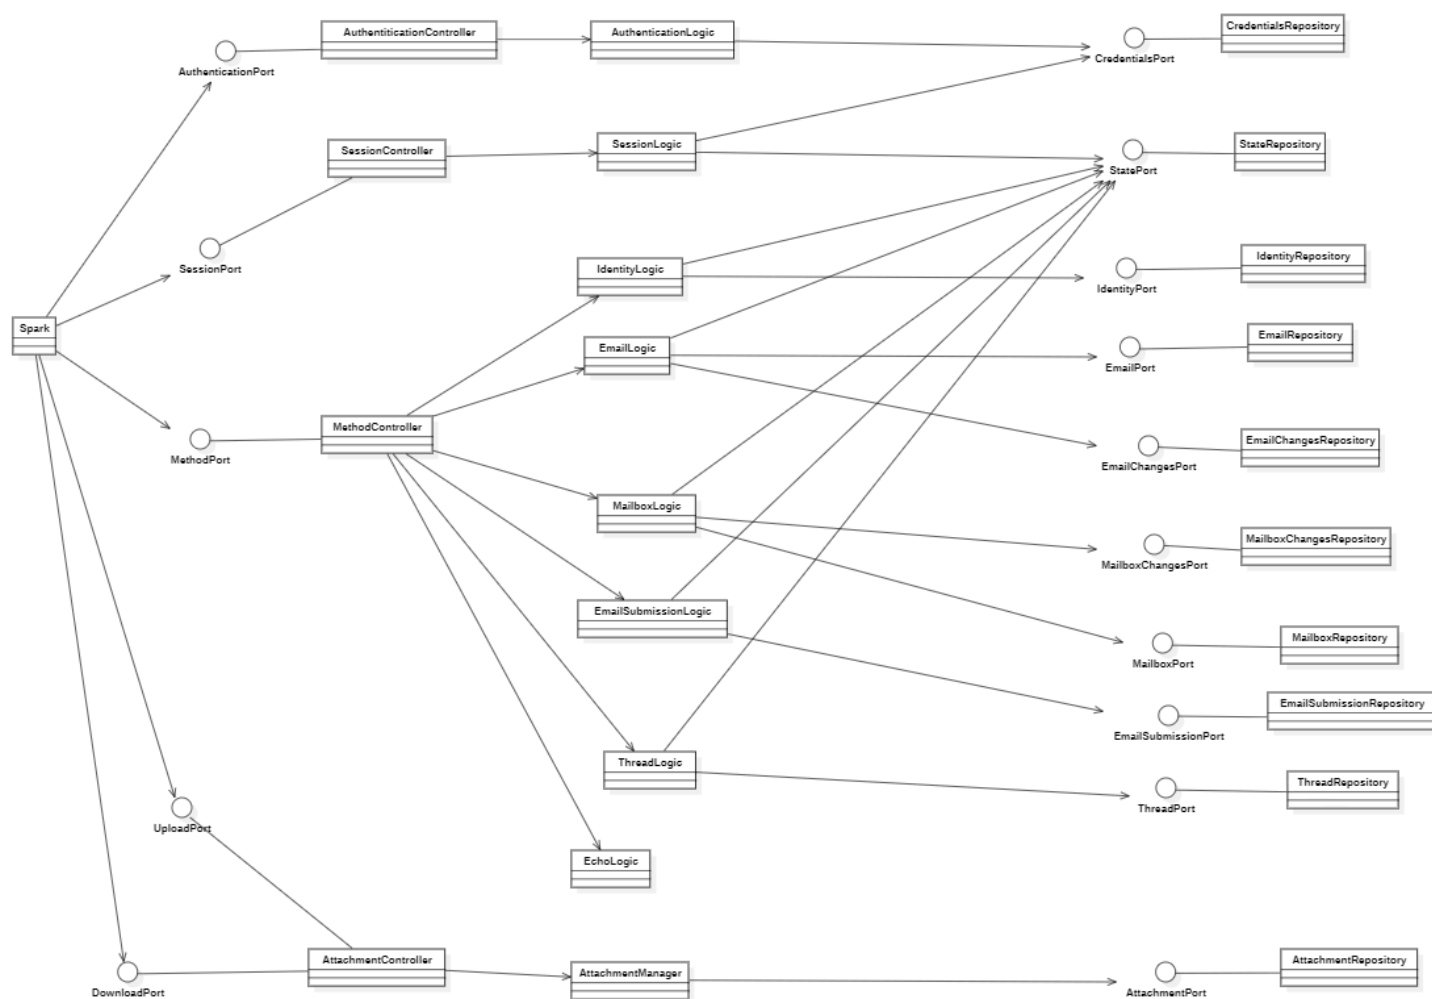 AuthentiticationController
AuthenticationLogic
CredentialsRepository
AuthenticationPort
CredentialsPort
SessionController
SessionLogic
StateRepository
StatePort
SessionPort
IdentityLogic
IdentityRepository
IdentityPort
Spark
EmailLogic
EmailRepository
EmailPort
MethodController
MethodPort
EmailChangesRepository
EmailChangesPort
MailboxLogic
MailboxChangesRepository
MailboxChangesPort
EmailSubmissionLogic
MailboxRepository
MailboxPort
EmailSubmissionRepository
EmailSubmissionPort
ThreadLogic
ThreadRepository
ThreadPort
UploadPort
EchoLogic
AttachmentController
AttachmentManager
AttachmentRepository
DownloadPort
AttachmentPort